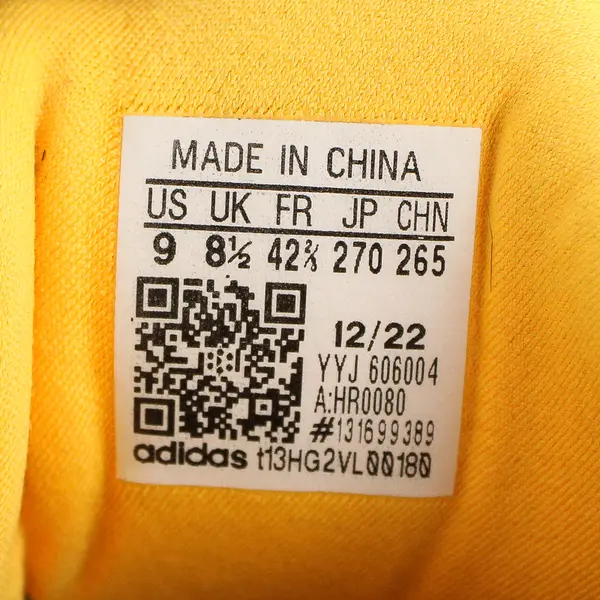 MADE IN CHINA
US UK FR JP CHN
9 8½ 42⅔ 270 265
12/22
YYJ 606004
A:HR0080
#131699389
adidas t13HG2VL00180